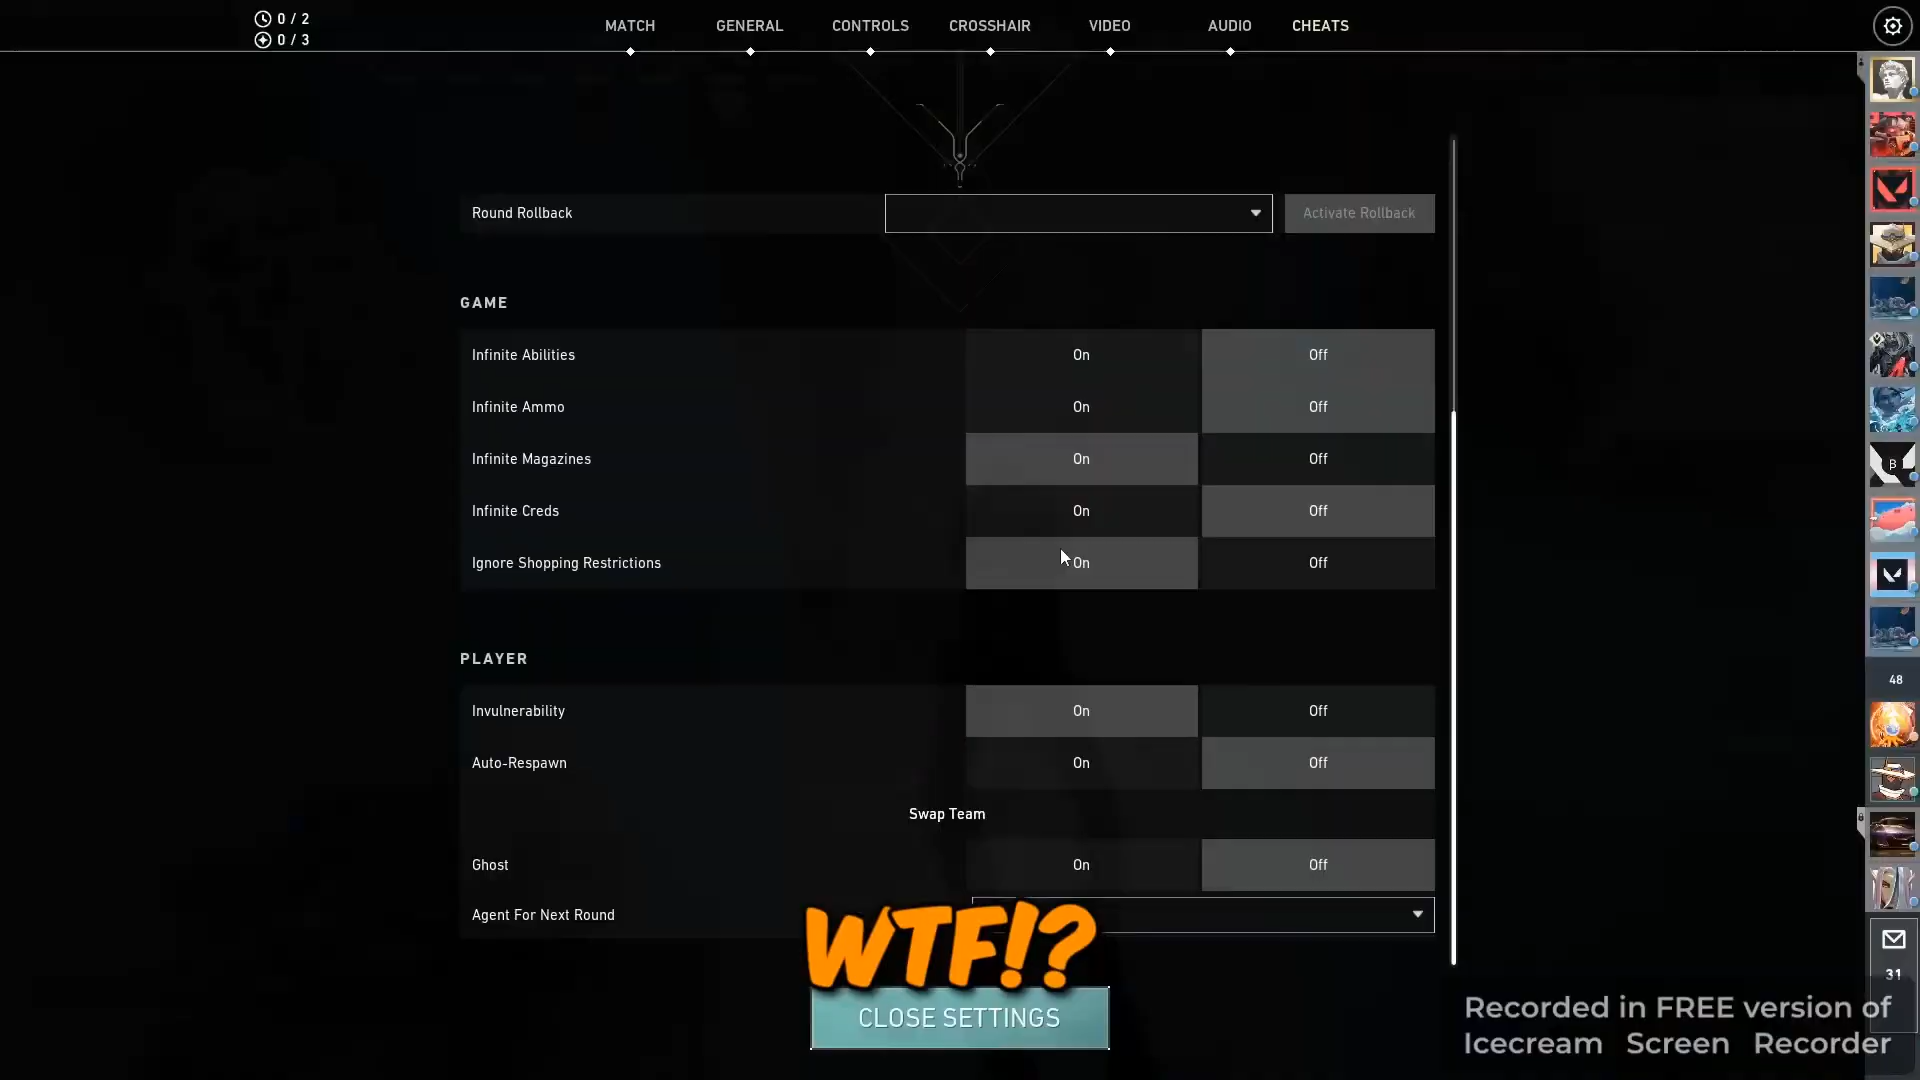 0 / 2
0 / 3
MATCH GENERAL CONTROLS CROSSHAIR VIDEO AUDIO CHEATS
Round Rollback Activate Rollback
GAME
Infinite Abilities On Off
Infinite Ammo On Off
Infinite Magazines On Off
Infinite Creds On Off
Ignore Shopping Restrictions On Off
PLAYER
Invulnerability On Off
Auto-Respawn On Off
Swap Team
Ghost On Off
Agent For Next Round
WTF!?
CLOSE SETTINGS
B
48
31
Recorded in FREE version of
Icecream Screen Recorder